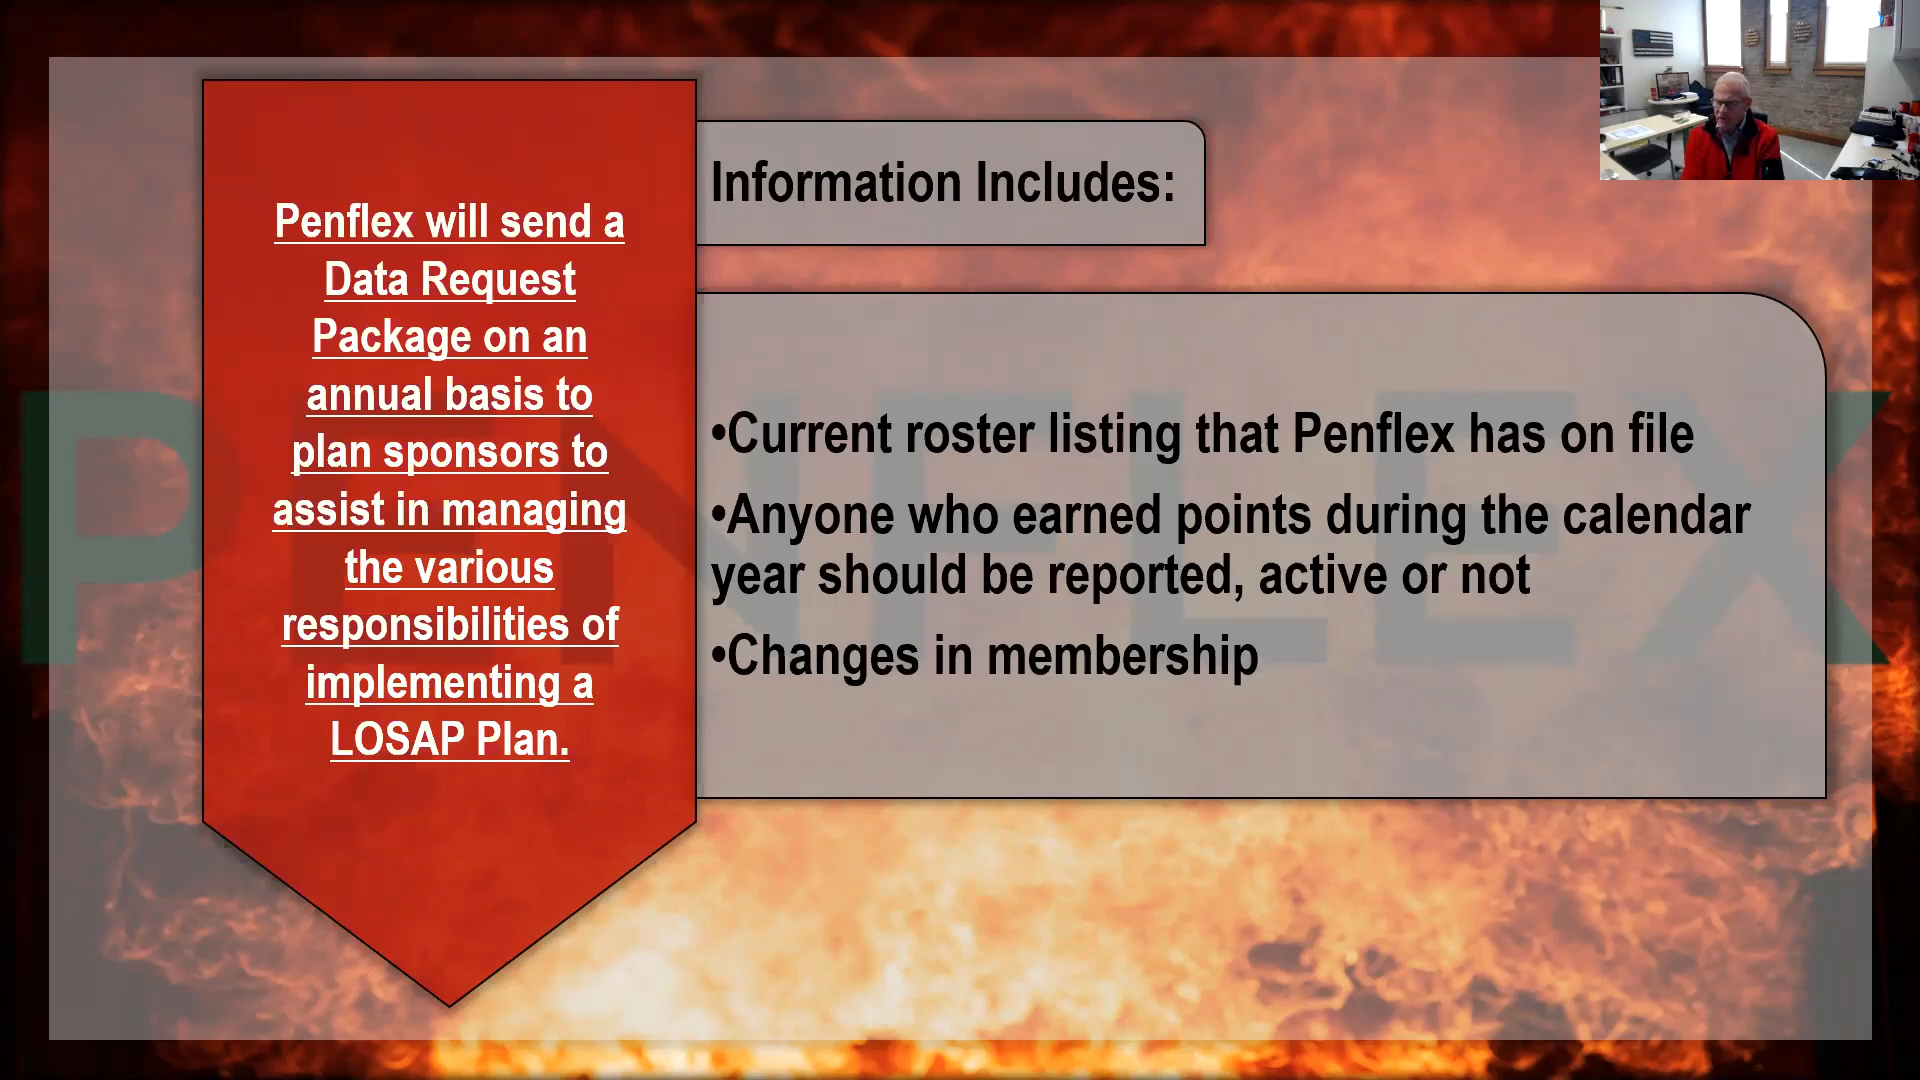 Penflex will send a
Data Request
Package on an
annual basis to
plan sponsors to
assist in managing
the various
responsibilities of
implementing a
LOSAP Plan.
Information Includes:
•Current roster listing that Penflex has on file
•Anyone who earned points during the calendar
year should be reported, active or not
•Changes in membership
PENFLEX